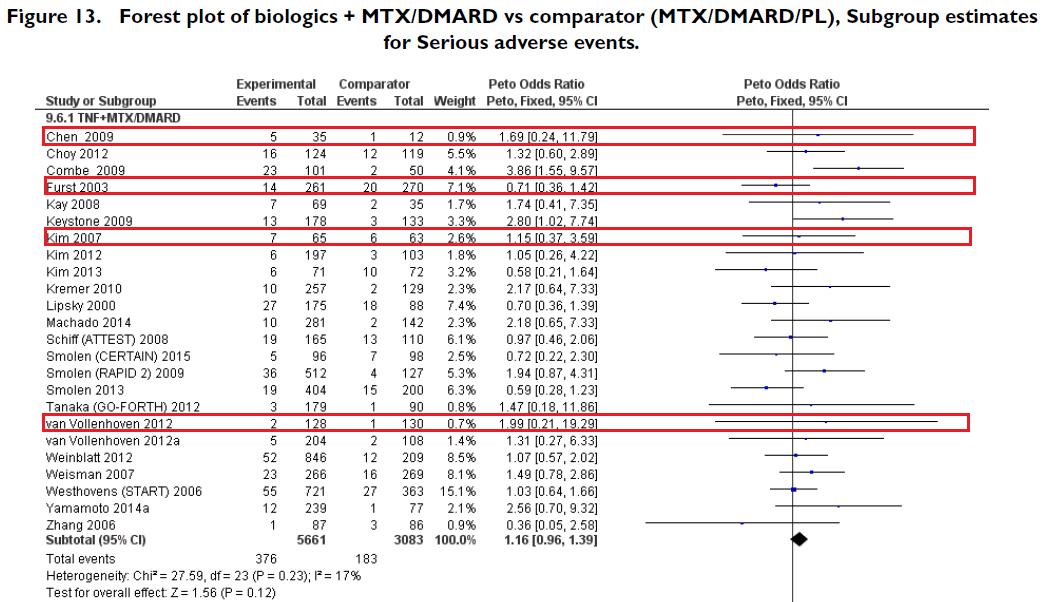 Figure 13. Forest plot of biologics + MTX/DMARD vs comparator (MTX/DMARD/PL), Subgroup estimates
for Serious adverse events.
Experimental Comparator Peto Odds Ratio Peto Odds Ratio
Study or Subgroup Events Total Events Total Weight Peto, Fixed, 95% CI Peto, Fixed, 95% CI
9.6.1 TNF+MTX/DMARD
Chen 2009 5 35 1 12 0.9% 1.69 [0.24, 11.79]
Choy 2012 16 124 12 119 5.5% 1.32 [0.60, 2.89]
Combe 2009 23 101 2 50 4.1% 3.86 [1.55, 9.57]
Furst 2003 14 261 20 270 7.1% 0.71 [0.36, 1.42]
Kay 2008 7 69 2 35 1.6% 1.74 [0.41, 7.35]
Keystone 2009 13 178 3 133 3.3% 2.80 [1.02, 7.74]
Kim 2007 7 65 6 63 2.6% 1.15 [0.37, 3.59]
Kim 2012 6 197 3 103 1.8% 1.05 [0.26, 4.22]
Kim 2013 6 71 10 72 3.2% 0.58 [0.21, 1.64]
Kremer 2010 10 257 2 129 2.3% 2.17 [0.64, 7.33]
Lipsky 2000 27 175 18 88 7.4% 0.70 [0.36, 1.39]
Machado 2014 10 281 2 142 2.3% 2.18 [0.65, 7.33]
Schiff (ATTEST) 2008 19 165 13 110 6.1% 0.97 [0.46, 2.06]
Smolen (CERTAIN) 2015 5 96 7 98 2.5% 0.72 [0.22, 2.30]
Smolen (RAPID 2) 2009 36 512 4 127 5.3% 1.94 [0.87, 4.31]
Smolen 2013 19 404 15 200 6.3% 0.59 [0.28, 1.23]
Tanaka (GO-FORTH) 2012 3 179 1 90 0.8% 1.47 [0.18, 11.86]
van Vollenhoven 2012 2 128 1 130 0.7% 1.99 [0.21, 19.29]
van Vollenhoven 2012a 5 204 2 108 1.4% 1.31 [0.27, 6.33]
Weinblatt 2012 52 846 12 209 8.5% 1.07 [0.57, 2.02]
Weisman 2007 23 266 16 269 8.1% 1.49 [0.78, 2.86]
Westhovens (START) 2006 55 721 27 363 15.1% 1.03 [0.64, 1.66]
Yamamoto 2014a 12 239 1 77 2.1% 2.56 [0.70, 9.32]
Zhang 2006 1 87 3 86 0.9% 0.36 [0.05, 2.58]
Subtotal (95% CI) 5661 3083 100.0% 1.16 [0.96, 1.39]
Total events 376 183
Heterogeneity: Chi² = 27.59, df = 23 (P = 0.23); I² = 17%
Test for overall effect: Z = 1.56 (P = 0.12)